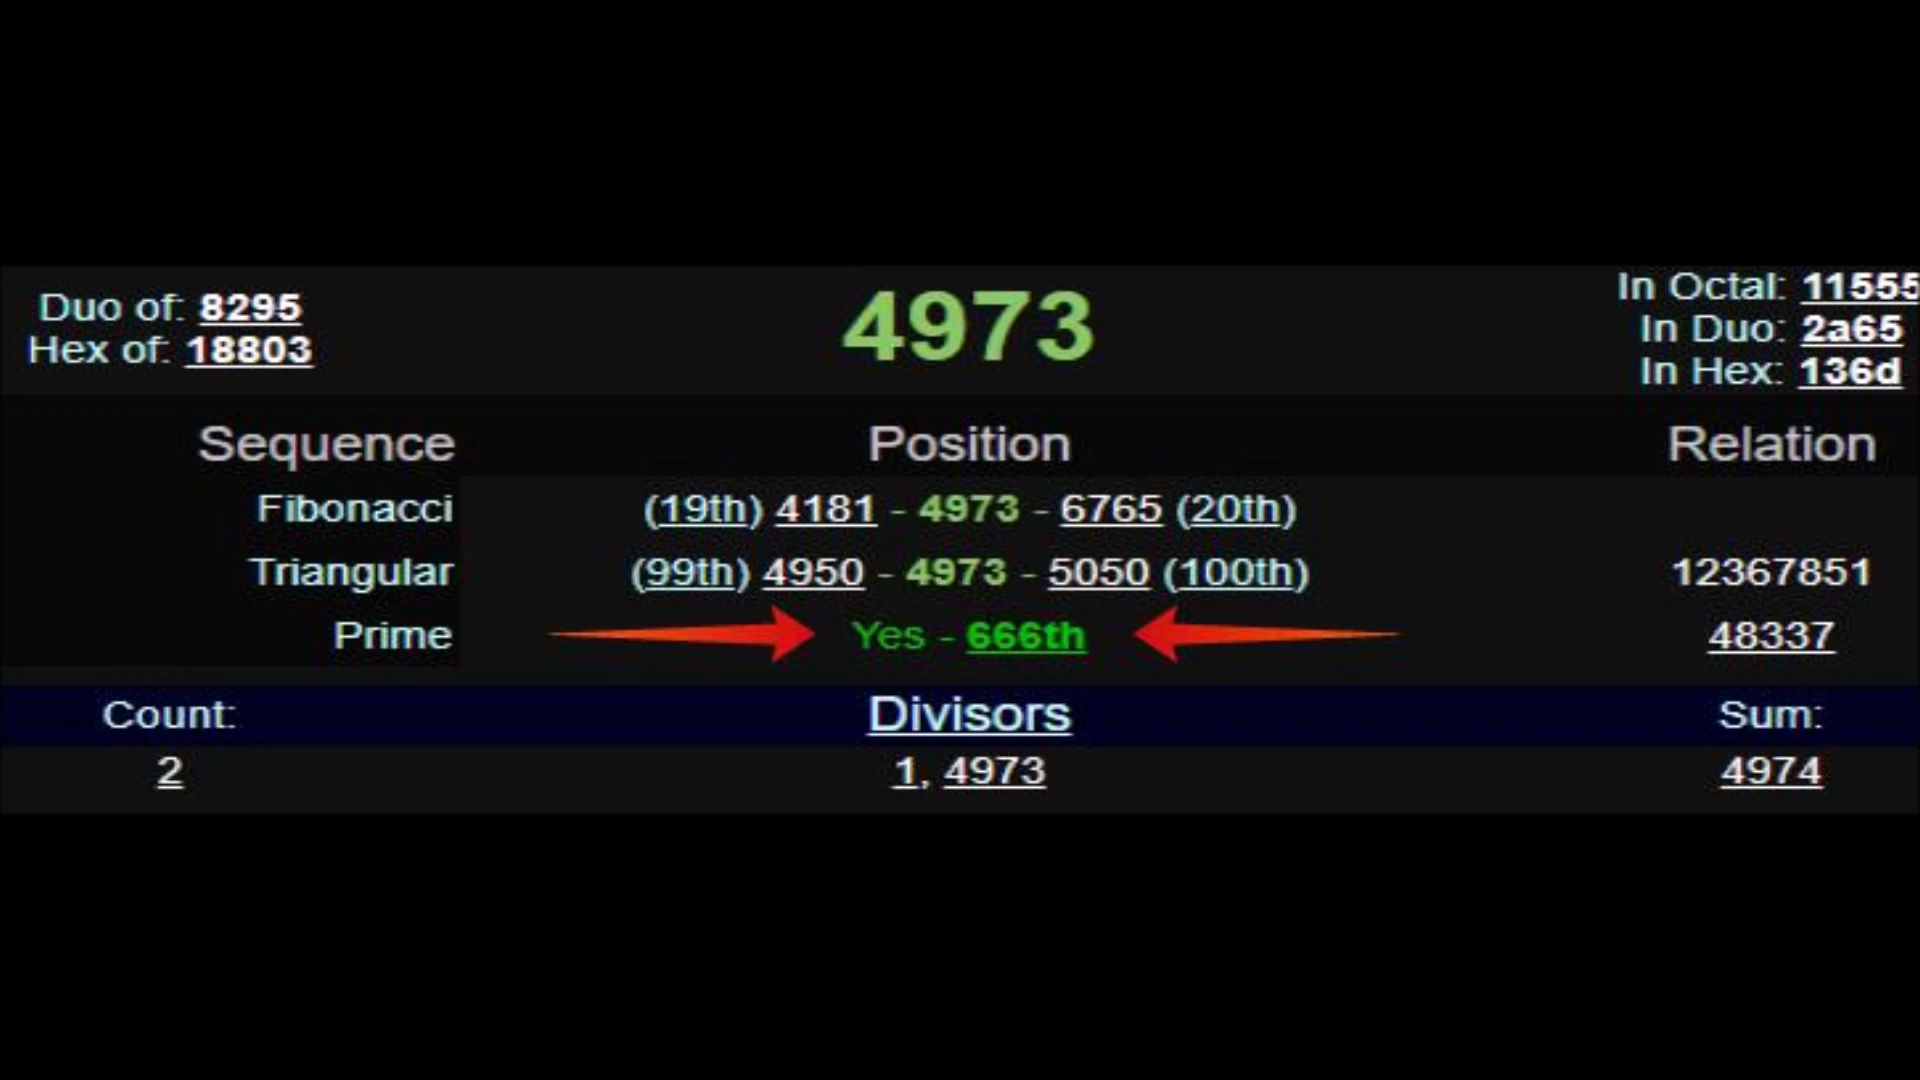 Duo of: 8295
Hex of: 18803
4973
In Octal: 11555
In Duo: 2a65
In Hex: 136d
Sequence Position Relation
Fibonacci (19th) 4181 - 4973 - 6765 (20th)
Triangular (99th) 4950 - 4973 - 5050 (100th) 12367851
Prime Yes - 666th 48337
Count: Divisors Sum:
2 1, 4973 4974